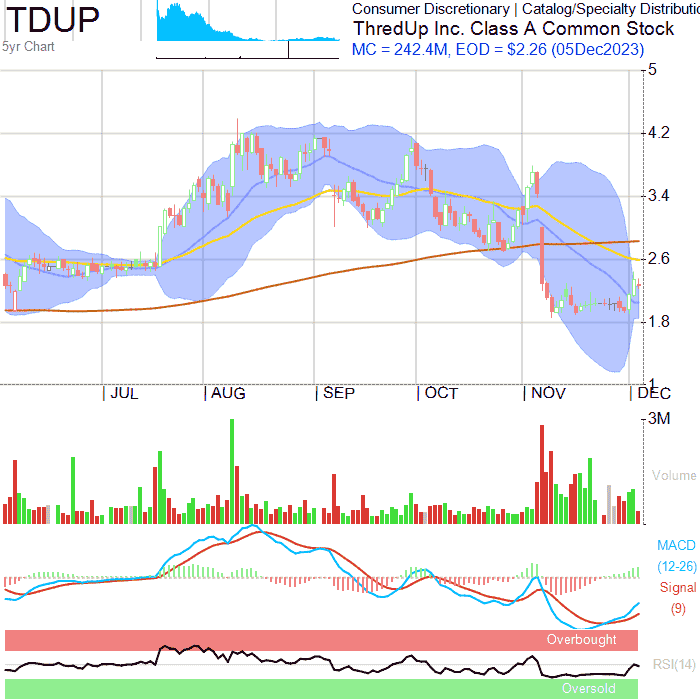 TDUP
5yr Chart
Consumer Discretionary | Catalog/Specialty Distributio
ThredUp Inc. Class A Common Stock
MC = 242.4M, EOD = $2.26 (05Dec2023)
5
4.2
3.4
2.6
1.8
1
JUL AUG SEP OCT NOV DEC
3M
Volume
MACD
(12-26)
Signal
(9)
Overbought
RSI(14)
Oversold